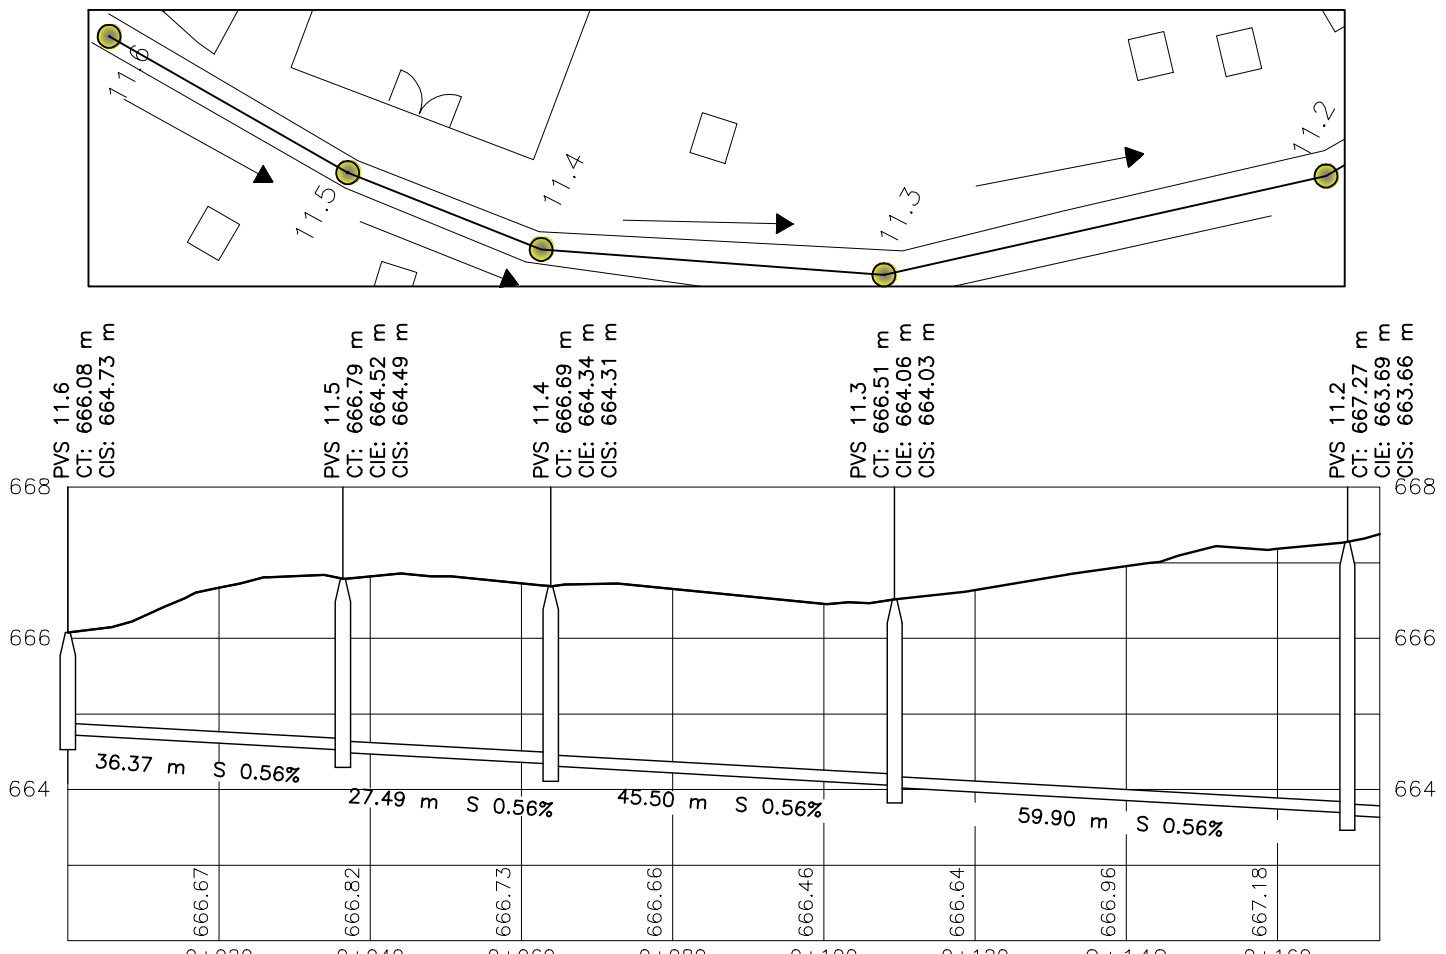 11.6
11.5
11.4
11.3
11.2
PVS 11.6
CT: 666.08 m
CIS: 664.73 m
PVS 11.5
CT: 666.79 m
CIE: 664.52 m
CIS: 664.49 m
PVS 11.4
CT: 666.69 m
CIE: 664.34 m
CIS: 664.31 m
PVS 11.3
CT: 666.51 m
CIE: 664.06 m
CIS: 664.03 m
PVS 11.2
CT: 667.27 m
CIE: 663.69 m
CIS: 663.66 m
668 668
666 666
664 664
36.37 m S 0.56%
27.49 m S 0.56%
45.50 m S 0.56%
59.90 m S 0.56%
666.67
666.82
666.73
666.66
666.46
666.64
666.96
667.18